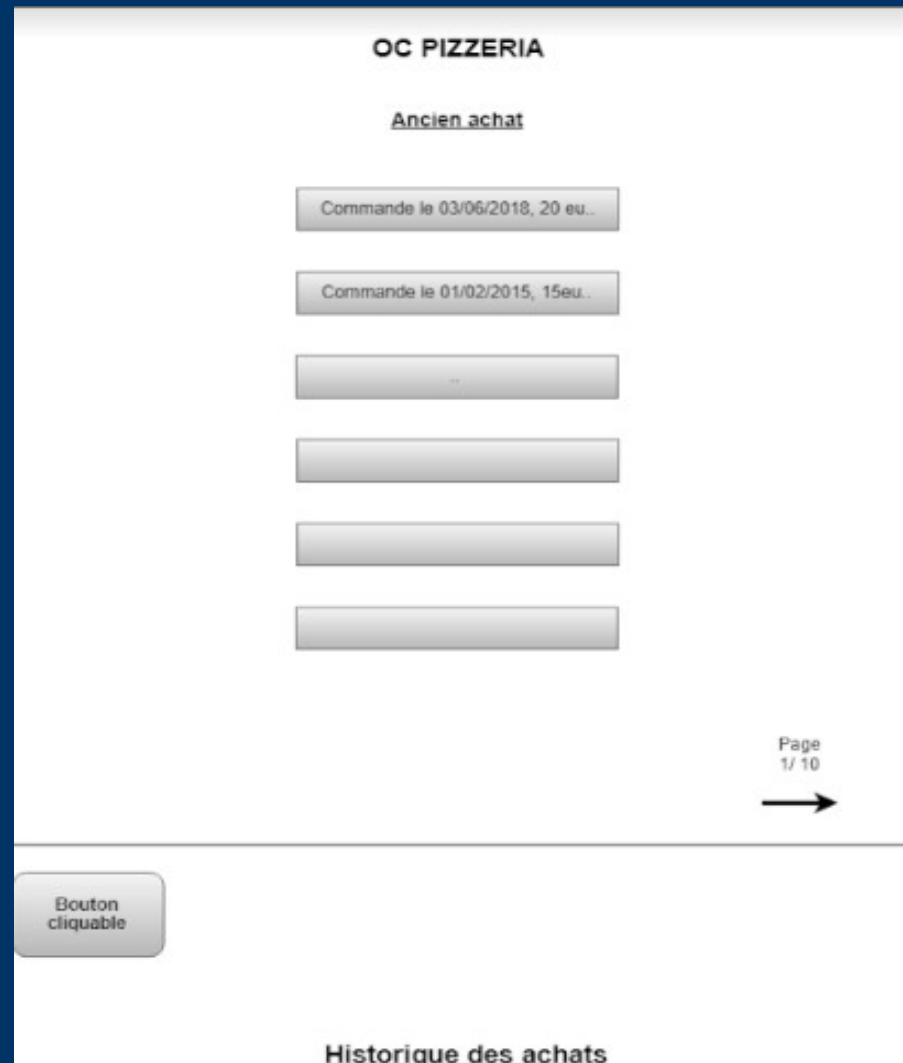 OC PIZZERIA
Ancien achat
Commande le 03/06/2018, 20 eu..
Commande le 01/02/2015, 15eu..
..
Page
1/ 10
Bouton
cliquable
Historique des achats